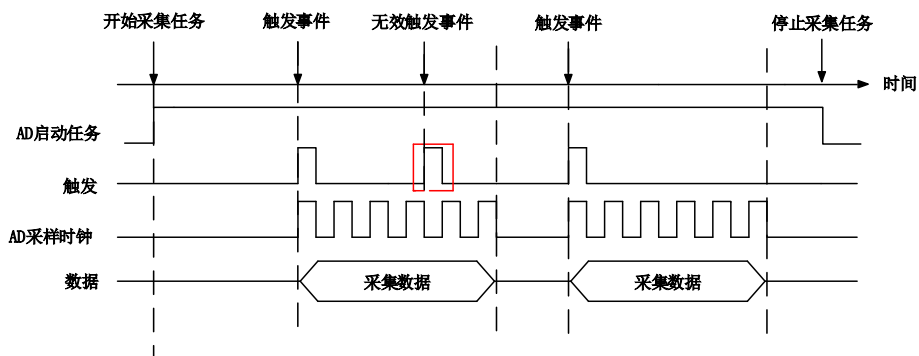 开始采集任务 触发事件 无效触发事件 触发事件 停止采集任务
时间
AD启动任务
触发
AD采样时钟
数据 采集数据 采集数据